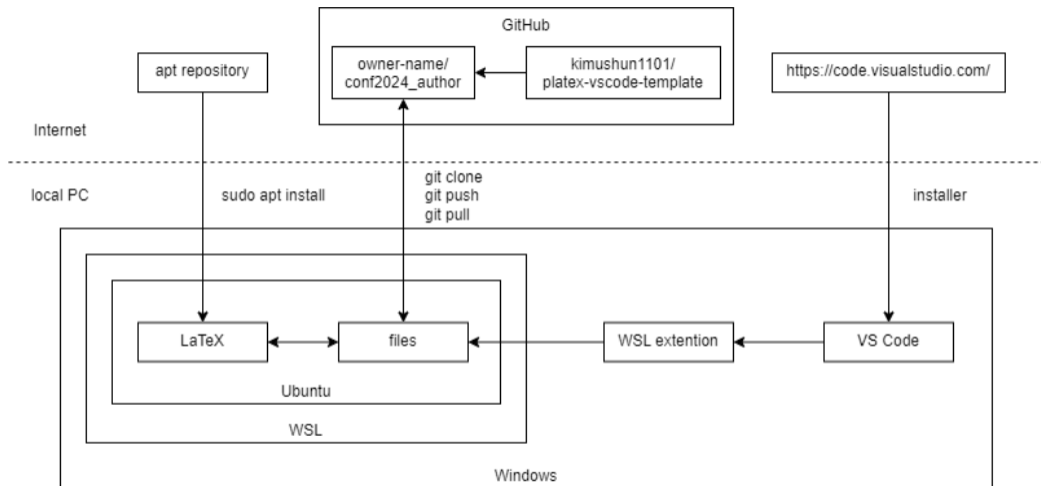 GitHub
apt repository
owner-name/
conf2024_author
kimushun1101/
platex-vscode-template
https://code.visualstudio.com/
Internet
local PC
sudo apt install
git clone
git push
git pull
installer
LaTeX
files
WSL extention
VS Code
Ubuntu
WSL
Windows